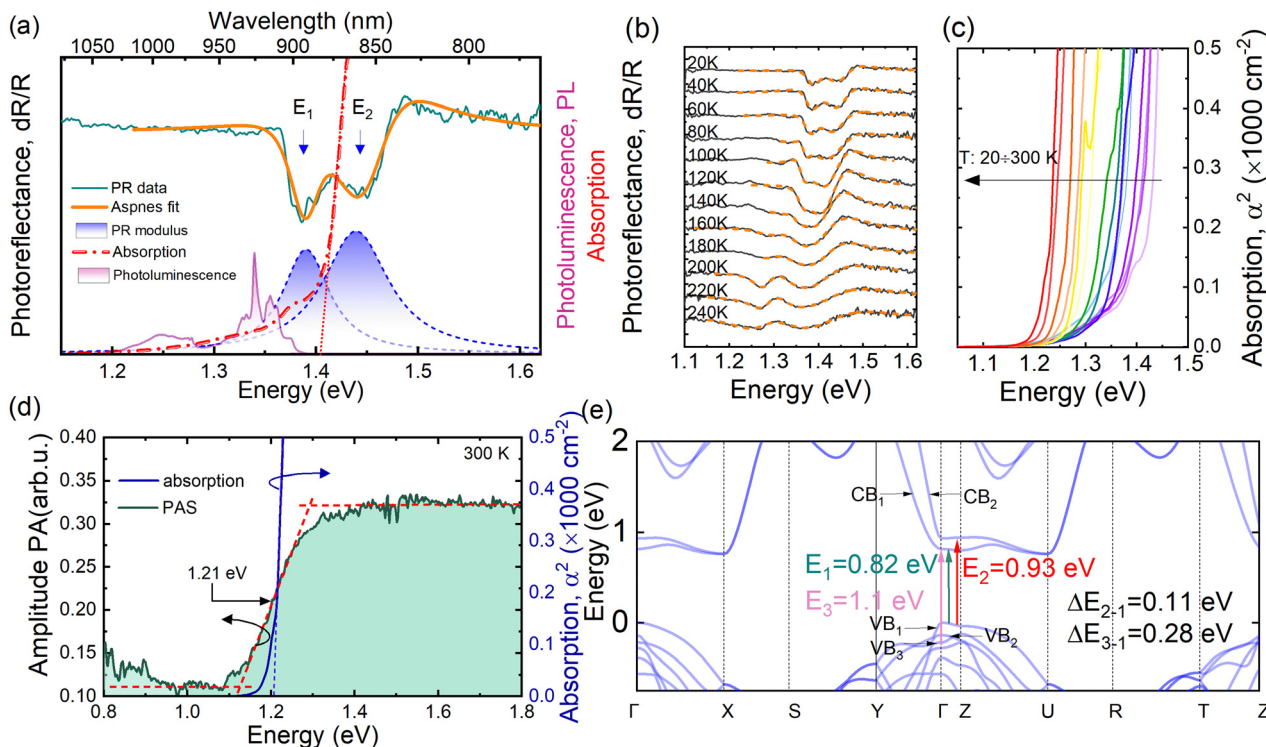 (a)
Wavelength (nm)
1050 1000 950 900 850 800
Photoreflectance, dR/R
E1
E2
PR data
Aspnes fit
PR modulus
Absorption
Photoluminescence
Photoluminescence, PL
Absorption
1.2 1.3 1.4 1.5 1.6
Energy (eV)
(b)
Photoreflectance, dR/R
20K
40K
60K
80K
100K
120K
140K
160K
180K
200K
220K
240K
1.1 1.2 1.3 1.4 1.5 1.6
Energy (eV)
(c)
T: 20÷300 K
0.5
0.4
0.3
0.2
0.1
0.0
Absorption, α² (×1000 cm⁻²)
1.1 1.2 1.3 1.4 1.5
Energy (eV)
(d)
Amplitude PA(arb.u.)
0.40
0.35
0.30
0.25
0.20
0.15
0.10
absorption
PAS
300 K
1.21 eV
0.5
0.4
0.3
0.2
0.1
0.0
Absorption, α² (×1000 cm⁻²)
0.8 1.0 1.2 1.4 1.6 1.8
Energy (eV)
(e)
Energy (eV)
2
1
0
CB1
CB2
E1=0.82 eV
E2=0.93 eV
E3=1.1 eV
ΔE2-1=0.11 eV
ΔE3-1=0.28 eV
VB1
VB2
VB3
Γ X S Y Γ Z U R T Z